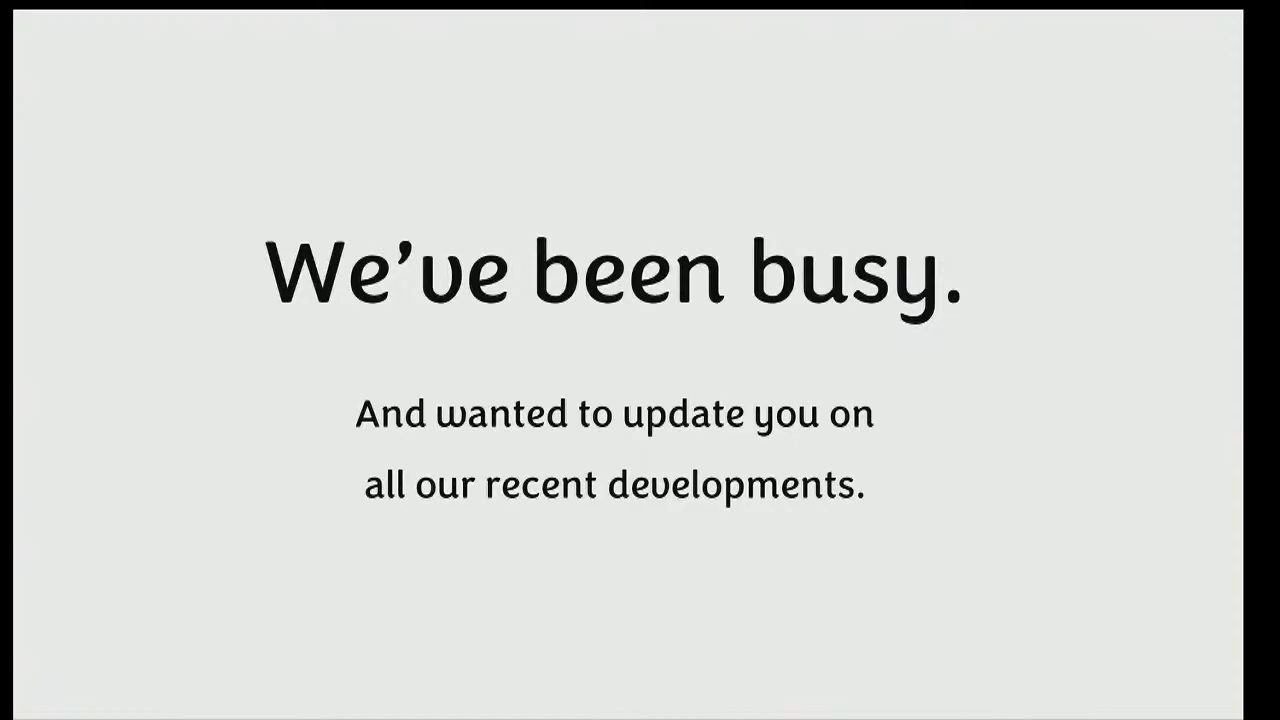 We’ve been busy.
And wanted to update you on
all our recent developments.